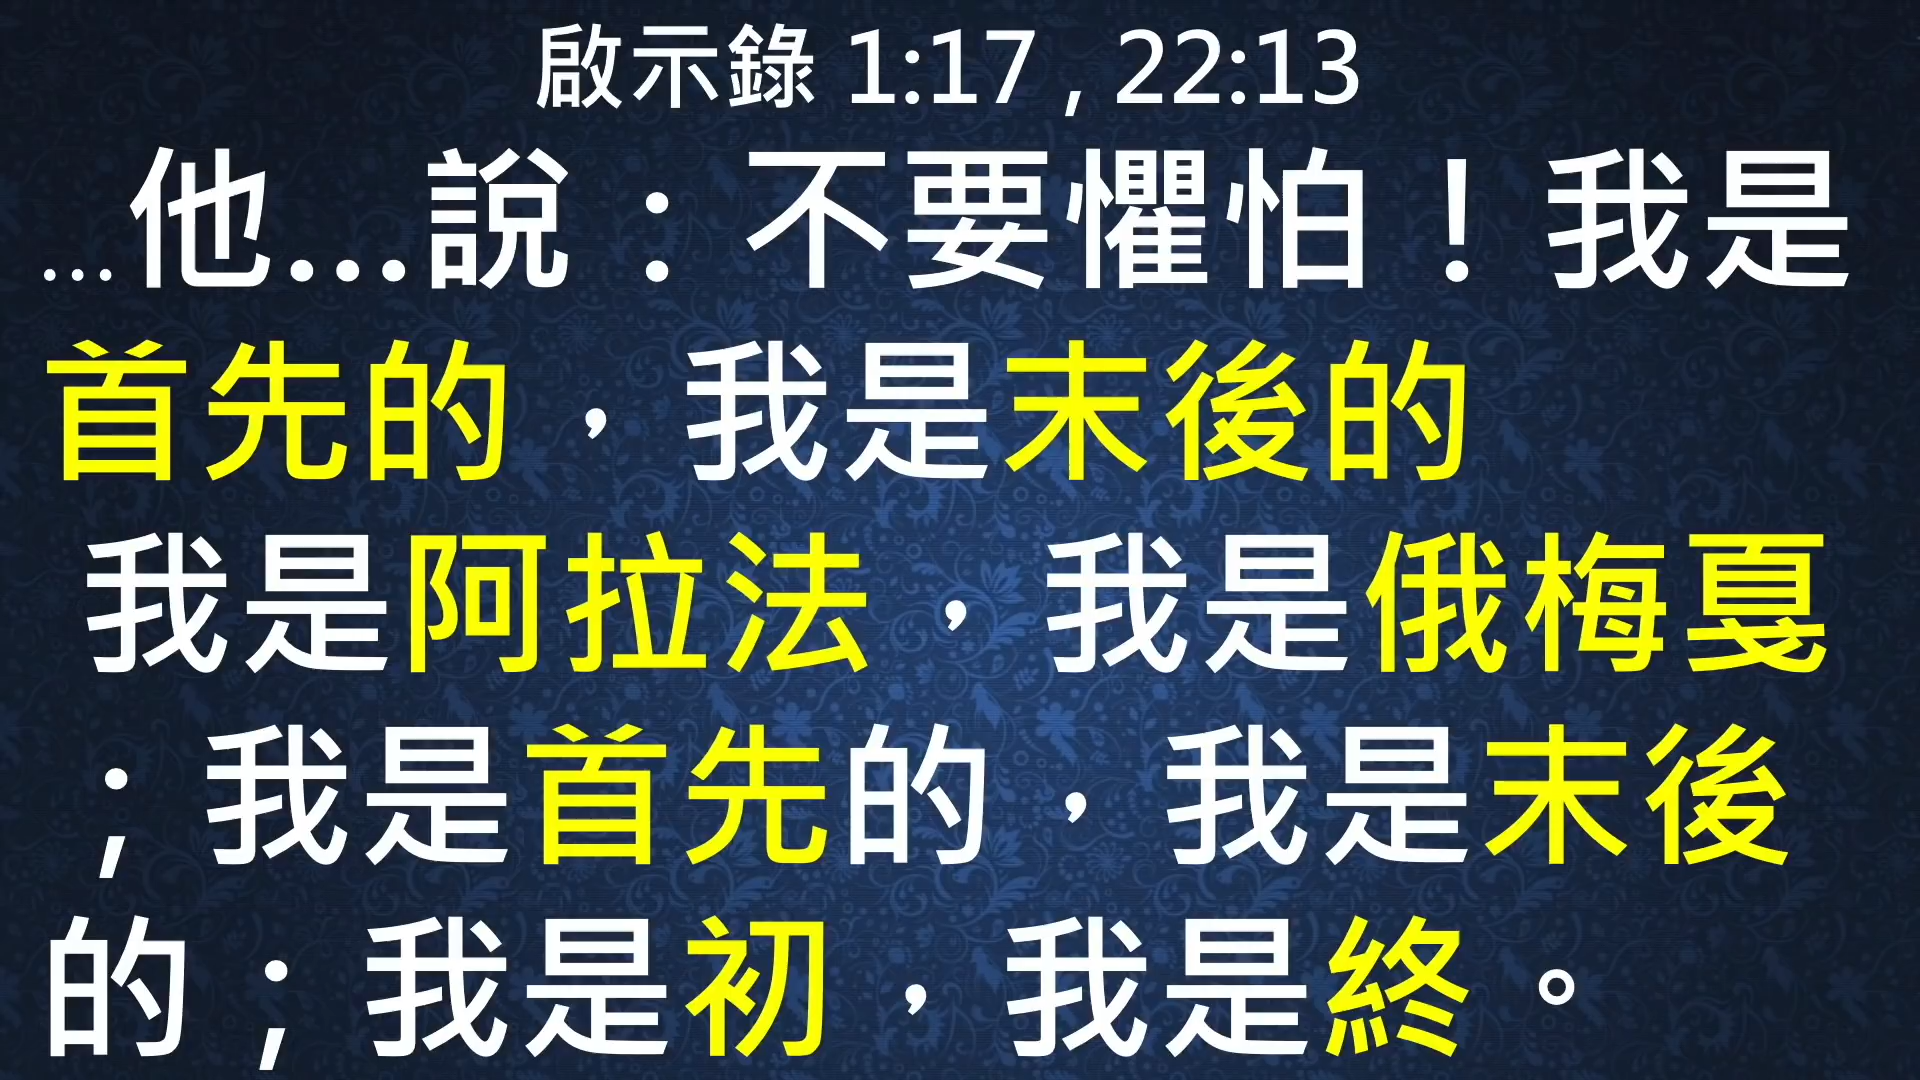 啟示錄 1:17 , 22:13
…他…說：不要懼怕！我是
首先的，我是末後的
我是阿拉法，我是俄梅戛
；我是首先的，我是末後
的；我是初，我是終。